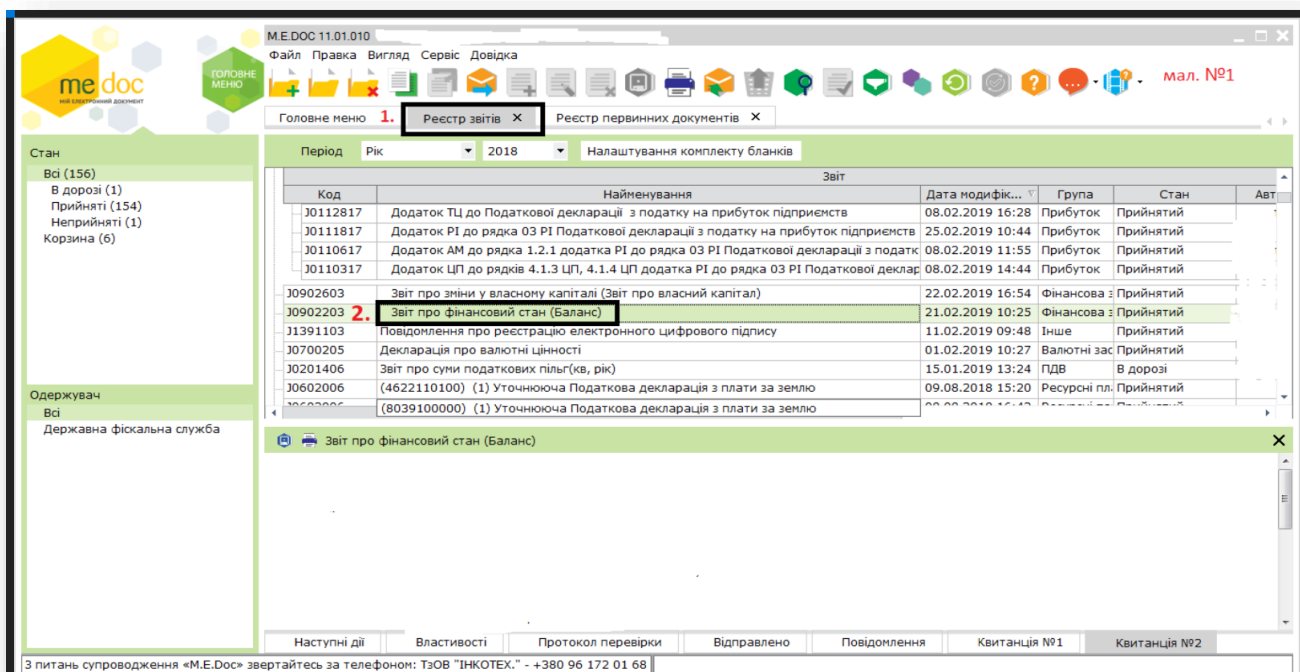 M.E.DOC 11.01.010
Файл Правка Вигляд Сервіс Довідка
me doc
МІЙ ЕЛЕКТРОННИЙ ДОКУМЕНТ
ГОЛОВНЕ МЕНЮ
мал. №1
Головне меню 1. Реєстр звітів X Реєстр первинних документів X
Стан
Всі (156)
В дорозі (1)
Прийняті (154)
Неприйняті (1)
Корзина (6)
Одержувач
Всі
Державна фіскальна служба
Період Рік 2018 Налаштування комплекту бланків
Звіт
Код Найменування Дата модифік... Група Стан Авт
J0112817 Додаток ТЦ до Податкової декларації з податку на прибуток підприємств 08.02.2019 16:28 Прибуток Прийнятий
J0111817 Додаток РІ до рядка 03 РІ Податкової декларації з податку на прибуток підприємств 25.02.2019 10:44 Прибуток Прийнятий
J0110617 Додаток АМ до рядка 1.2.1 додатка РІ до рядка 03 РІ Податкової декларації з податк 08.02.2019 11:55 Прибуток Прийнятий
J0110317 Додаток ЦП до рядків 4.1.3 ЦП, 4.1.4 ЦП додатка РІ до рядка 03 РІ Податкової деклар 08.02.2019 14:44 Прибуток Прийнятий
J0902603 Звіт про зміни у власному капіталі (Звіт про власний капітал) 22.02.2019 16:54 Фінансова з Прийнятий
J0902203 2. Звіт про фінансовий стан (Баланс) 21.02.2019 10:25 Фінансова з Прийнятий
J1391103 Повідомлення про реєстрацію електронного цифрового підпису 11.02.2019 09:48 Інше Прийнятий
J0700205 Декларація про валютні цінності 01.02.2019 10:27 Валютні зас Прийнятий
J0201406 Звіт про суми податкових пільг(кв, рік) 15.01.2019 13:24 ПДВ В дорозі
J0602006 (4622110100) (1) Уточнююча Податкова декларація з плати за землю 09.08.2018 15:20 Ресурсні пл. Прийнятий
(8039100000) (1) Уточнююча Податкова декларація з плати за землю
Звіт про фінансовий стан (Баланс) X
Наступні дії Властивості Протокол перевірки Відправлено Повідомлення Квитанція №1 Квитанція №2
З питань супроводження «M.E.Doc» звертайтесь за телефоном: ТзОВ "ІНКОТЕХ." - +380 96 172 01 68